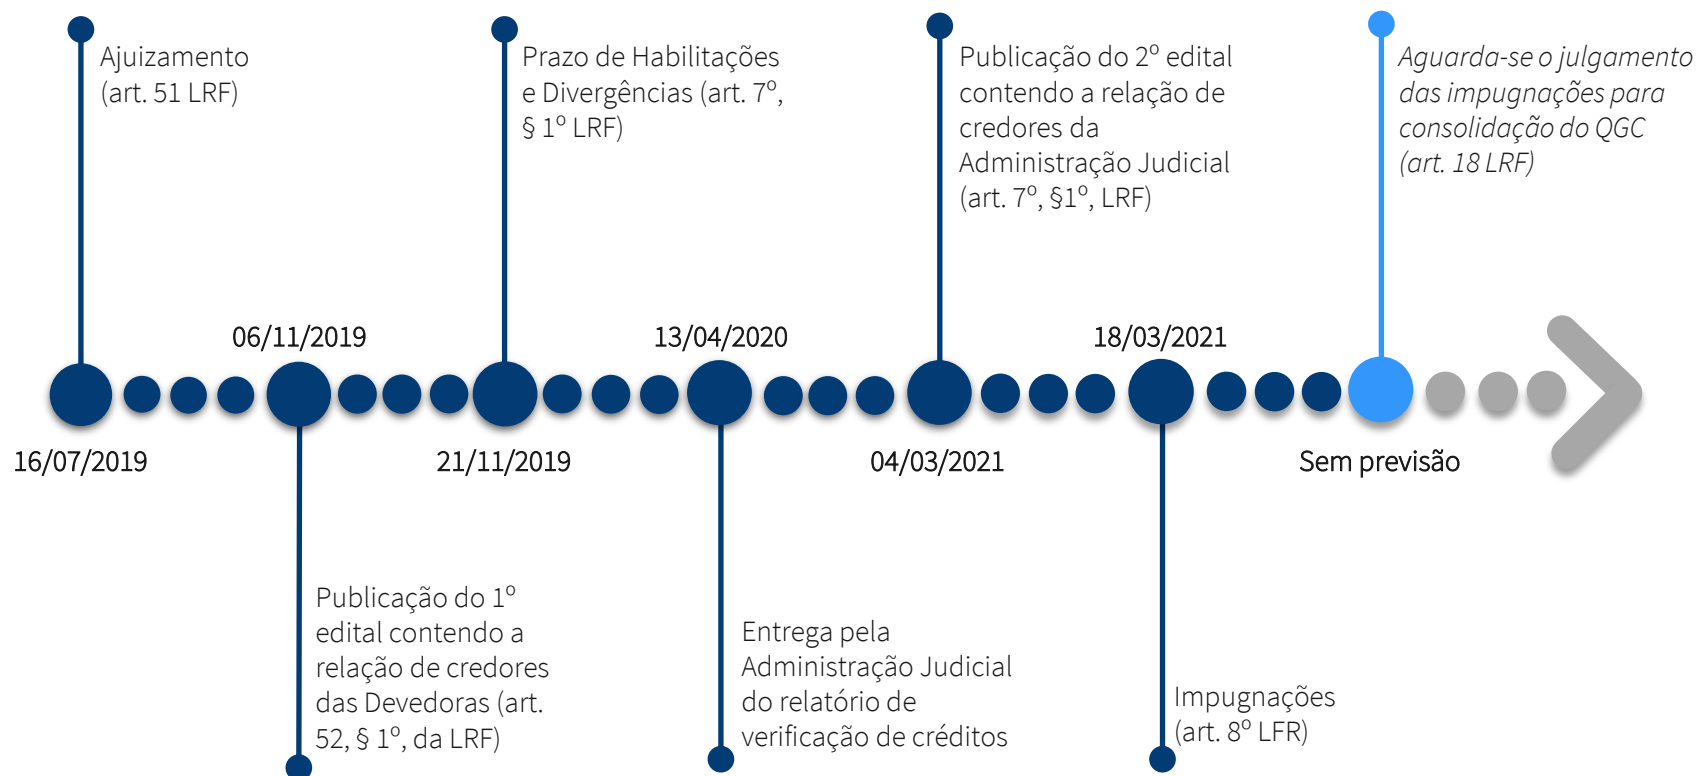 Ajuizamento
(art. 51 LRF)
Prazo de Habilitações
e Divergências (art. 7º,
§ 1º LRF)
Publicação do 2º edital
contendo a relação de
credores da
Administração Judicial
(art. 7º, §1º, LRF)
Aguarda-se o julgamento
das impugnações para
consolidação do QGC
(art. 18 LRF)
06/11/2019
13/04/2020
18/03/2021
16/07/2019
21/11/2019
04/03/2021
Sem previsão
Publicação do 1º
edital contendo a
relação de credores
das Devedoras (art.
52, § 1º, da LRF)
Entrega pela
Administração Judicial
do relatório de
verificação de créditos
Impugnações
(art. 8º LFR)